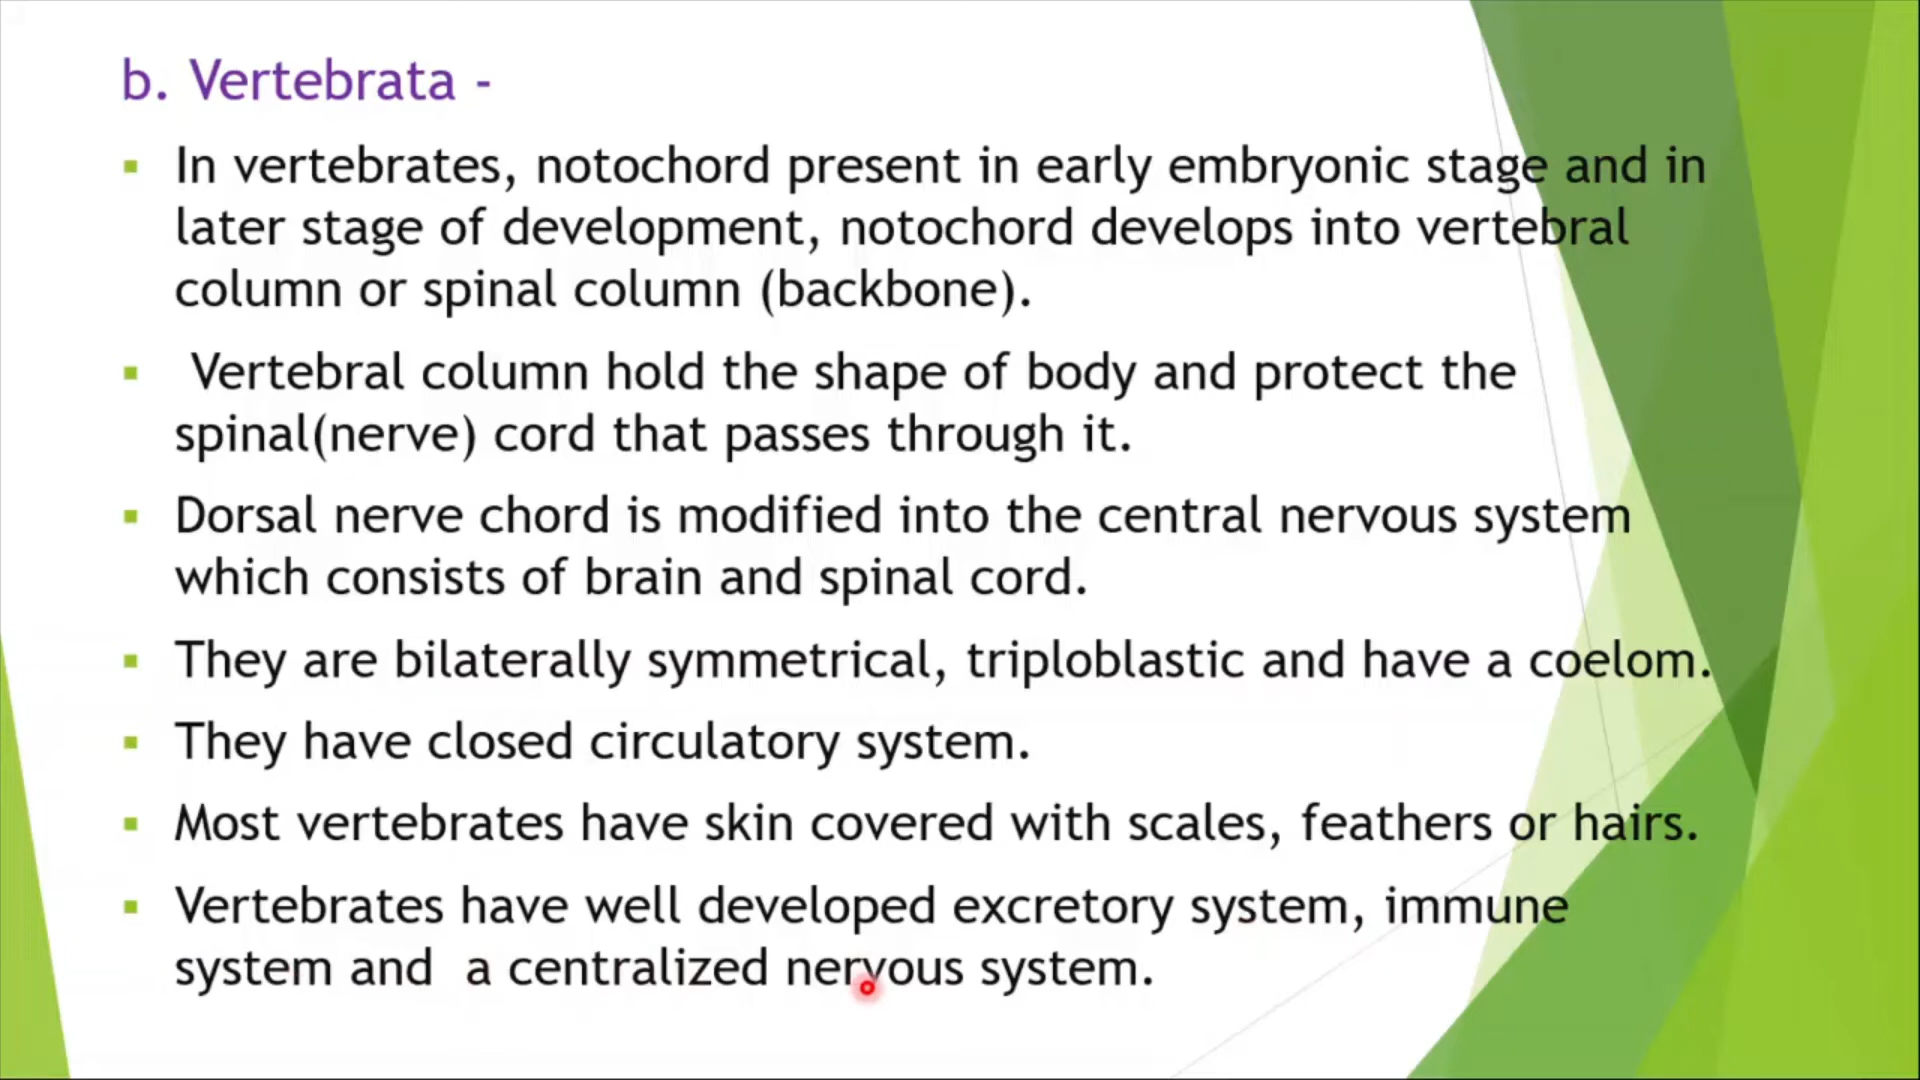 b. Vertebrata -
▪ In vertebrates, notochord present in early embryonic stage and in
later stage of development, notochord develops into vertebral
column or spinal column (backbone).
▪ Vertebral column hold the shape of body and protect the
spinal(nerve) cord that passes through it.
▪ Dorsal nerve chord is modified into the central nervous system
which consists of brain and spinal cord.
▪ They are bilaterally symmetrical, triploblastic and have a coelom.
▪ They have closed circulatory system.
▪ Most vertebrates have skin covered with scales, feathers or hairs.
▪ Vertebrates have well developed excretory system, immune
system and  a centralized nervous system.